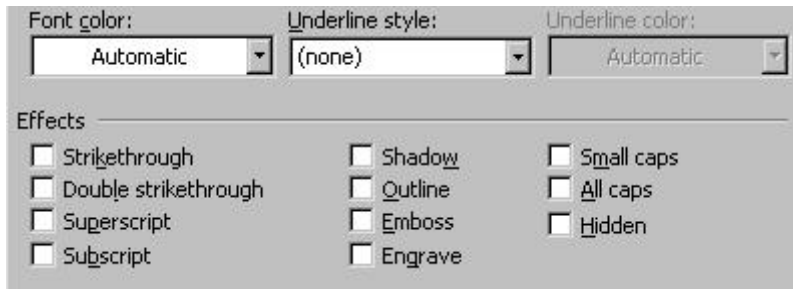 Font color: Underline style: Underline color:
Automatic (none) Automatic
Effects
Strikethrough Shadow Small caps
Double strikethrough Outline All caps
Superscript Emboss Hidden
Subscript Engrave